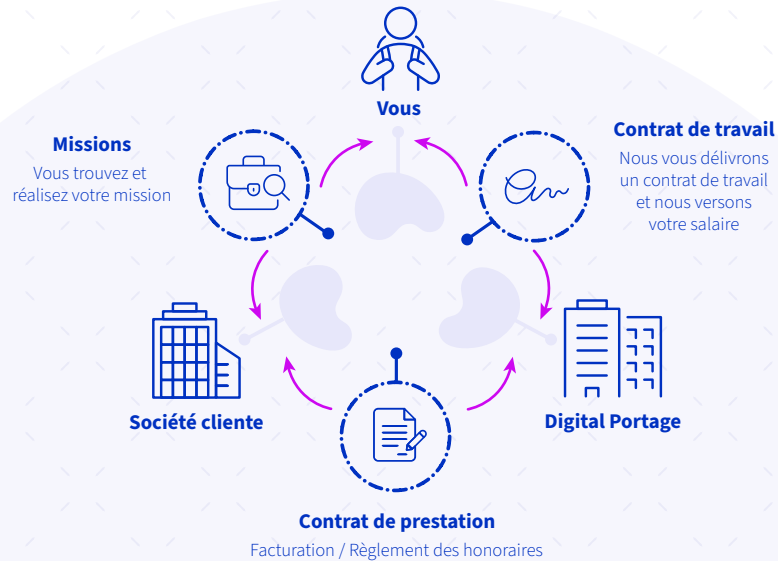 Vous
Missions
Vous trouvez et
réalisez votre mission
Contrat de travail
Nous vous délivrons
un contrat de travail
et nous versons
votre salaire
Société cliente
Digital Portage
Contrat de prestation
Facturation / Règlement des honoraires